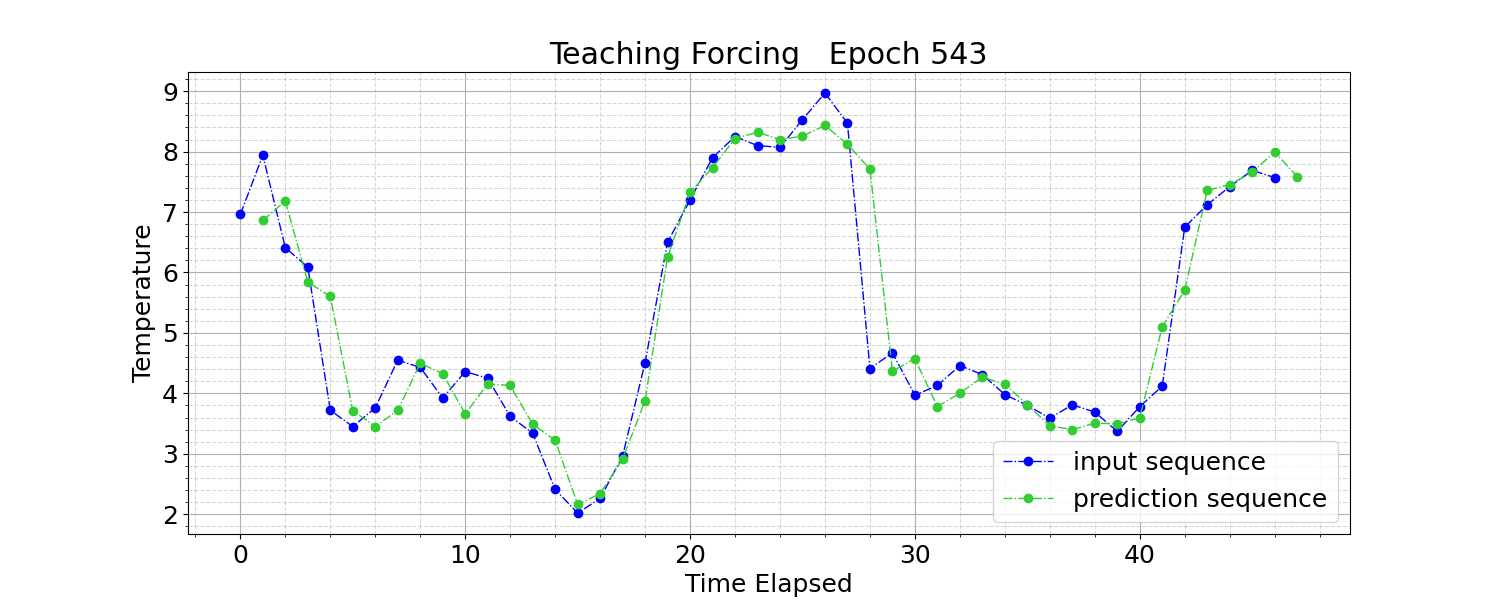 Teaching Forcing   Epoch 543
9
8
7
6
5
4
3
2
Temperature
input sequence
prediction sequence
0 10 20 30 40
Time Elapsed